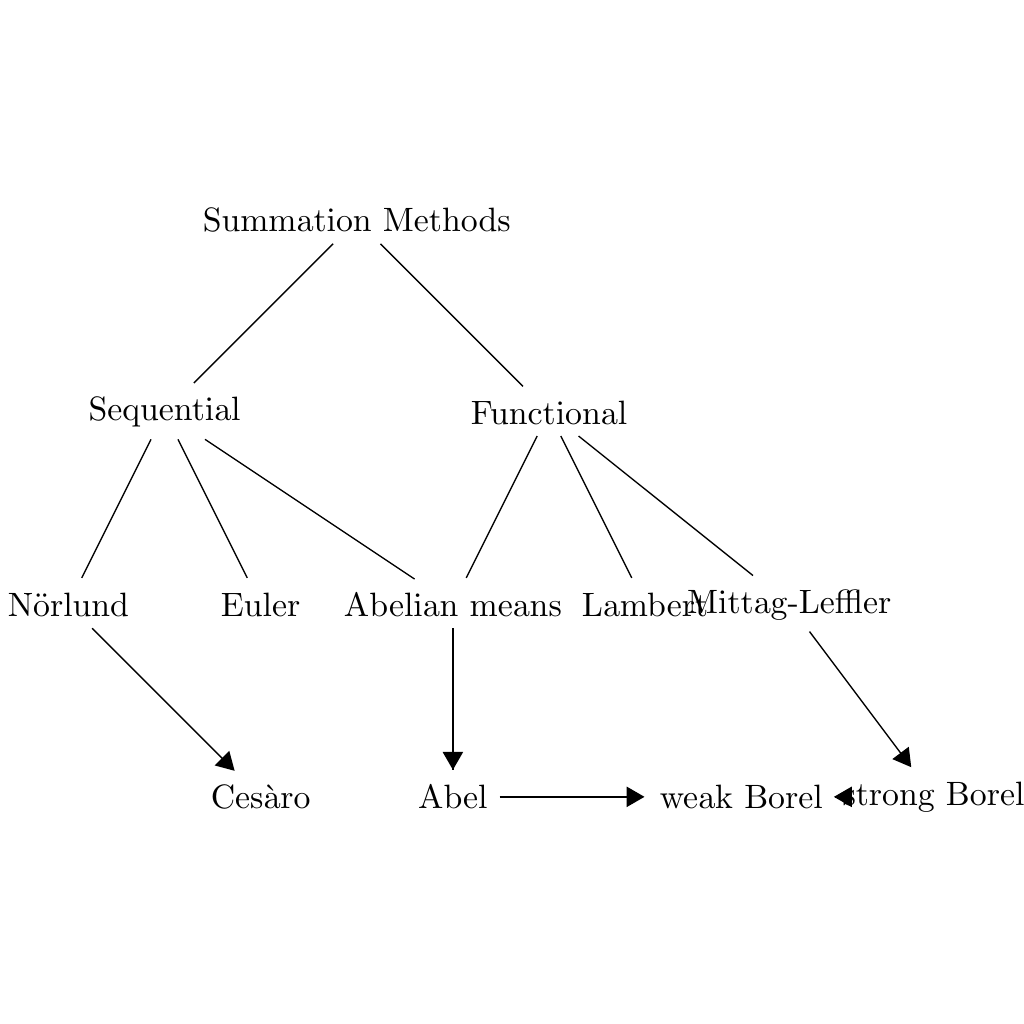 Summation Methods
Sequential
Functional
Nörlund
Euler
Abelian means
Lambert
Mittag-Leffler
Cesàro
Abel
weak Borel
strong Borel